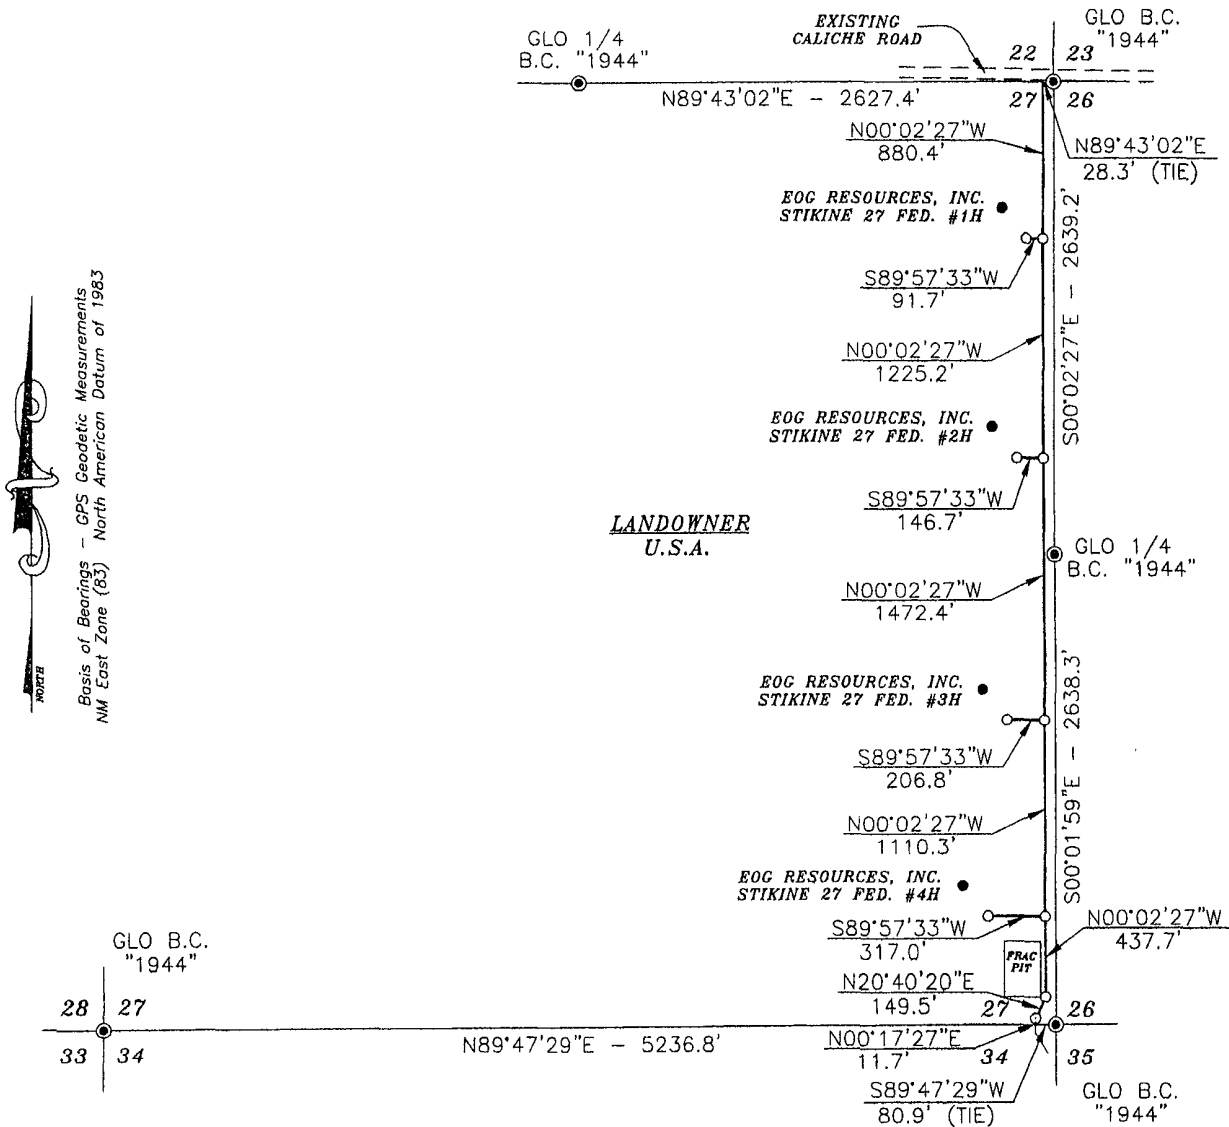 EXISTING
CALICHE ROAD
GLO B.C.
"1944"
GLO 1/4
B.C. "1944"
22
23
27
26
N89°43'02"E - 2627.4'
N00°02'27"W
880.4'
N89°43'02"E
28.3' (TIE)
EOG RESOURCES, INC.
STIKINE 27 FED. #1H
S89°57'33"W
91.7'
S00°02'27"E - 2639.2'
N00°02'27"W
1225.2'
EOG RESOURCES, INC.
STIKINE 27 FED. #2H
S89°57'33"W
146.7'
LANDOWNER
U.S.A.
GLO 1/4
B.C. "1944"
N00°02'27"W
1472.4'
Basis of Bearings - GPS Geodetic Measurements
NM East Zone (83) North American Datum of 1983
NORTH
EOG RESOURCES, INC.
STIKINE 27 FED. #3H
S89°57'33"W
206.8'
S00°01'59"E - 2638.3'
N00°02'27"W
1110.3'
EOG RESOURCES, INC.
STIKINE 27 FED. #4H
S89°57'33"W
317.0'
N00°02'27"W
437.7'
FRAC
PIT
N20°40'20"E
149.5'
GLO B.C.
"1944"
28
27
33
34
N89°47'29"E - 5236.8'
27
26
34
35
N00°17'27"E
11.7'
S89°47'29"W
80.9' (TIE)
GLO B.C.
"1944"